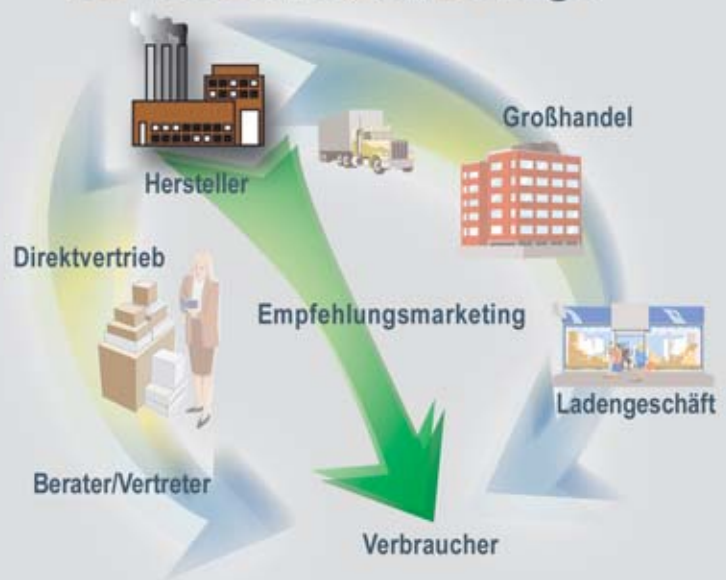 Großhandel
Hersteller
Direktvertrieb
Empfehlungsmarketing
Ladengeschäft
Berater/Vertreter
Verbraucher